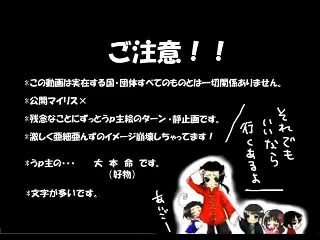 ご注意！！
*この動画は実在する国・団体すべてのものとは一切関係ありません。
*公開マイリス×
*残念なことにずっとうp主絵のターン・静止画です。
*激しく亜細亜んずのイメージ崩壊しちゃってます！
*うp主の・・・　大 本 命 です。
（好物）
*文字が多いです。
それでも
いいなら
行くあるよ